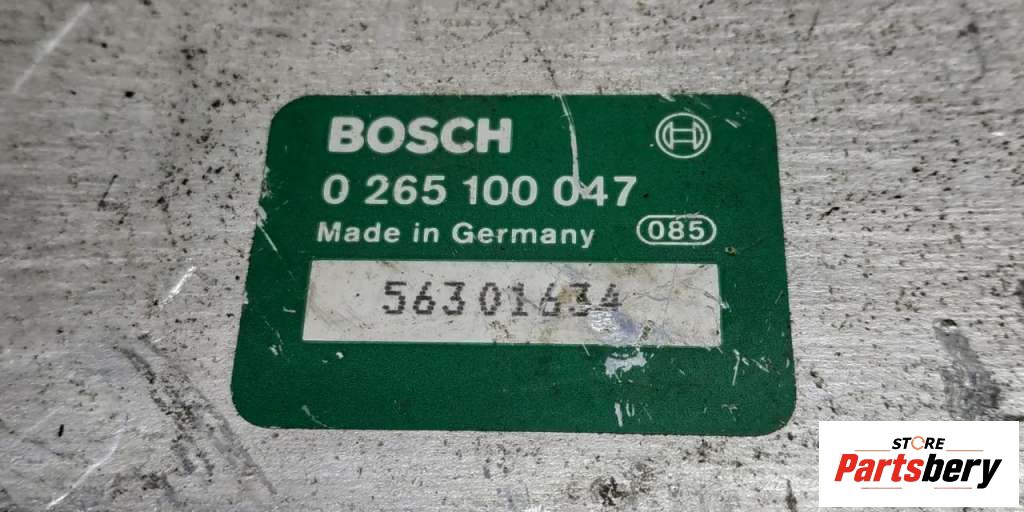 BOSCH
0 265 100 047
Made in Germany 085
56301634
STORE
Partsbery